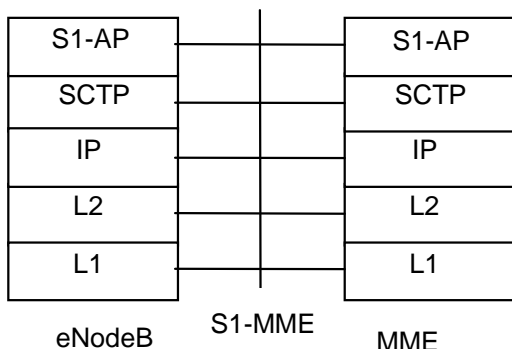 S1-AP S1-AP
SCTP SCTP
IP IP
L2 L2
L1 L1
eNodeB S1-MME MME